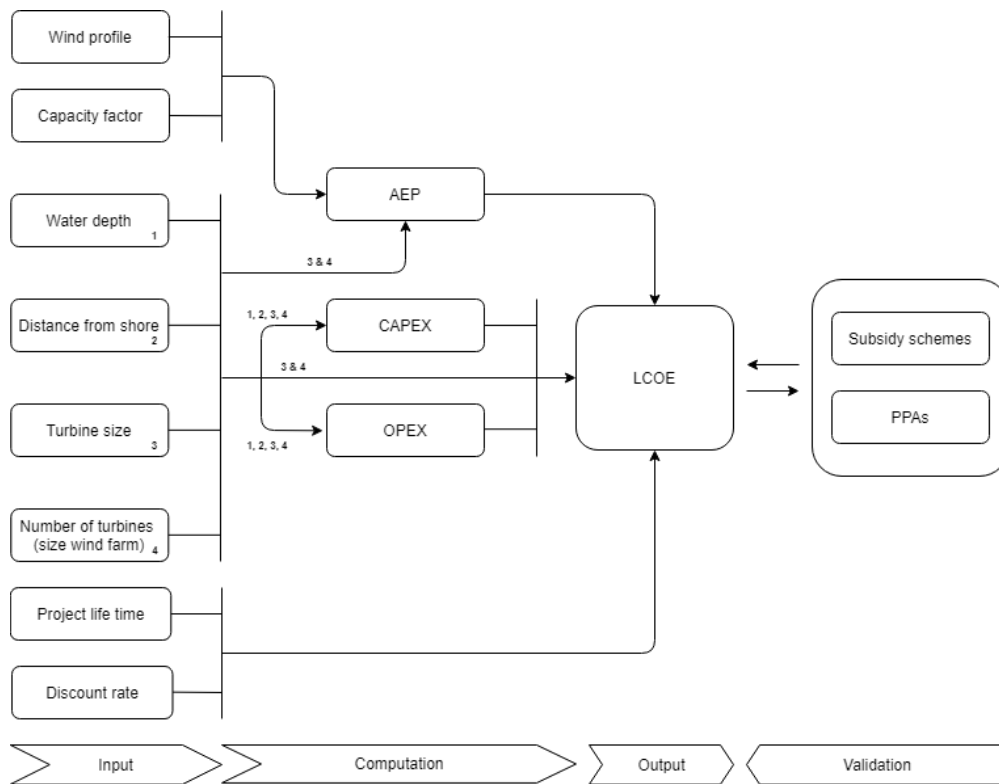 Wind profile
Capacity factor
AEP
Water depth
1
3 & 4
Distance from shore
2
1, 2, 3, 4
CAPEX
3 & 4
LCOE
Subsidy schemes
PPAs
Turbine size
3
1, 2, 3, 4
OPEX
Number of turbines
(size wind farm)
4
Project life time
Discount rate
Input
Computation
Output
Validation